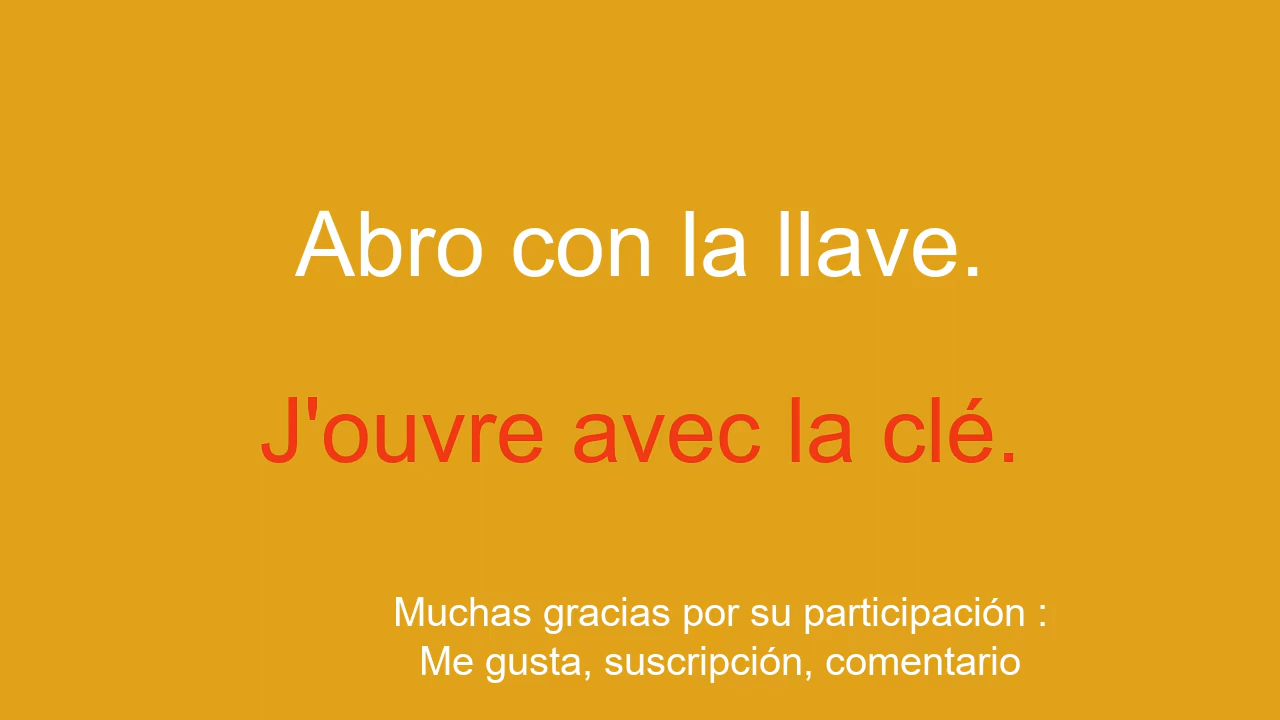 Abro con la llave.
J'ouvre avec la clé.
Muchas gracias por su participación :
Me gusta, suscripción, comentario